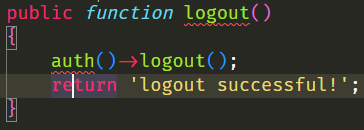 public function logout()
{
auth()->logout();
return 'logout successful!';
}